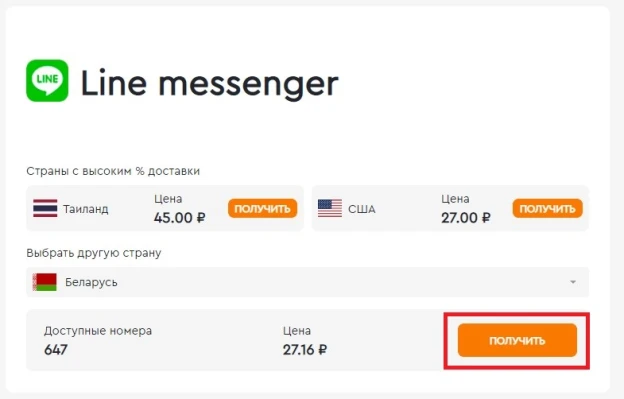 LINE
Line messenger
Страны с высоким % доставки
Таиланд
Цена
45.00 ₽
ПОЛУЧИТЬ
США
Цена
27.00 ₽
ПОЛУЧИТЬ
Выбрать другую страну
Беларусь
Доступные номера
647
Цена
27.16 ₽
ПОЛУЧИТЬ